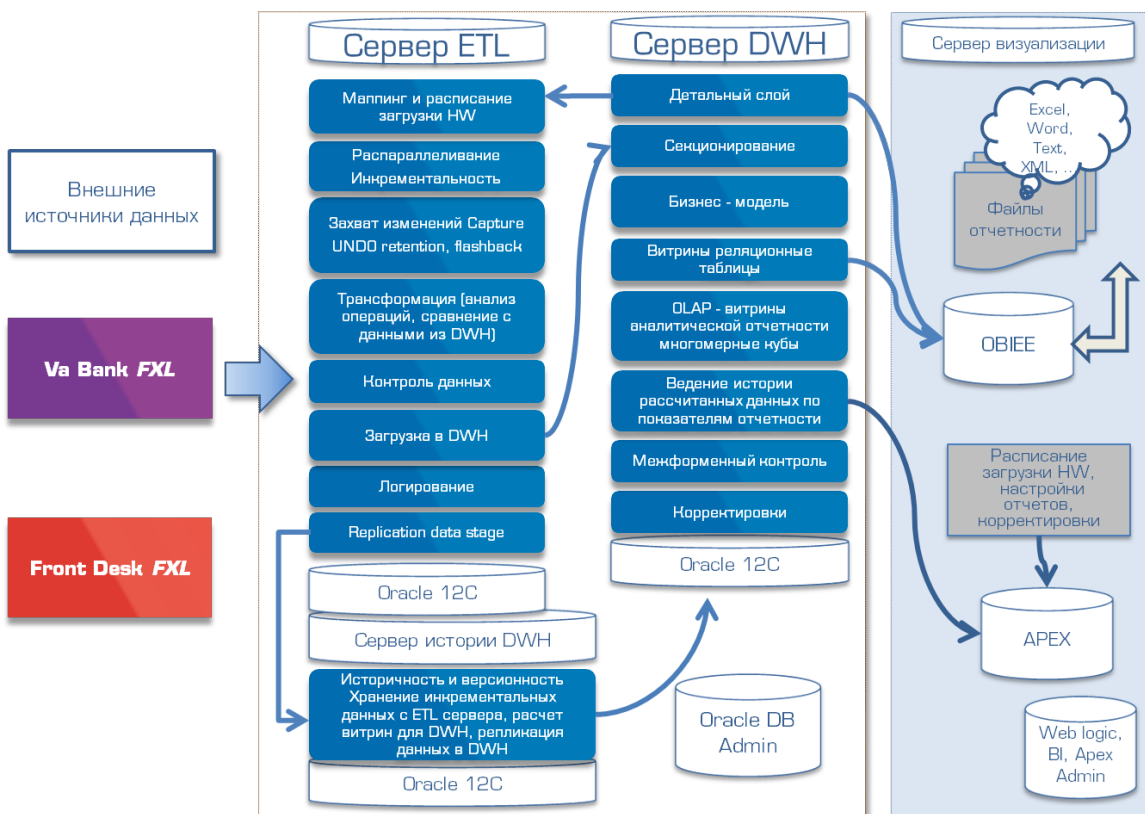 Внешние
источники данных
Va Bank FXL
Front Desk FXL
Сервер ETL
Маппинг и расписание
загрузки HW
Распараллеливание
Инкрементальность
Захват изменений Capture
UNDO retention, flashback
Трансформация (анализ
операций, сравнение с
данными из DWH)
Контроль данных
Загрузка в DWH
Логирование
Replication data stage
Oracle 12C
Сервер истории DWH
Историчность и версионность
Хранение инкрементальных
данных с ETL сервера, расчет
витрин для DWH, репликация
данных в DWH
Oracle 12C
Сервер DWH
Детальный слой
Секционирование
Бизнес - модель
Витрины реляционные
таблицы
OLAP - витрины
аналитической отчетности
многомерные кубы
Ведение истории
рассчитанных данных по
показателям отчетности
Межформенный контроль
Корректировки
Oracle 12C
Oracle DB
Admin
Сервер визуализации
Excel,
Word,
Text,
XML, ...
Файлы
отчетности
OBIEE
Расписание
загрузки HW,
настройки
отчетов,
корректировки
APEX
Web logic,
BI, Apex
Admin